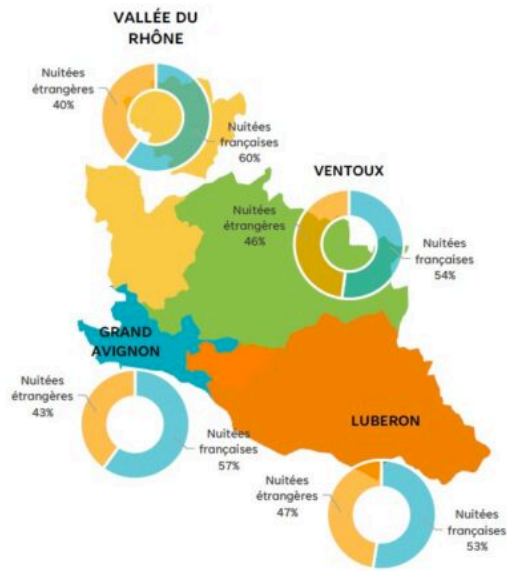 VALLÉE DU
RHÔNE
Nuitées
étrangères
40%
Nuitées
françaises
60%
VENTOUX
Nuitées
étrangères
46%
Nuitées
françaises
54%
GRAND
AVIGNON
Nuitées
étrangères
43%
Nuitées
françaises
57%
LUBERON
Nuitées
étrangères
47%
Nuitées
françaises
53%